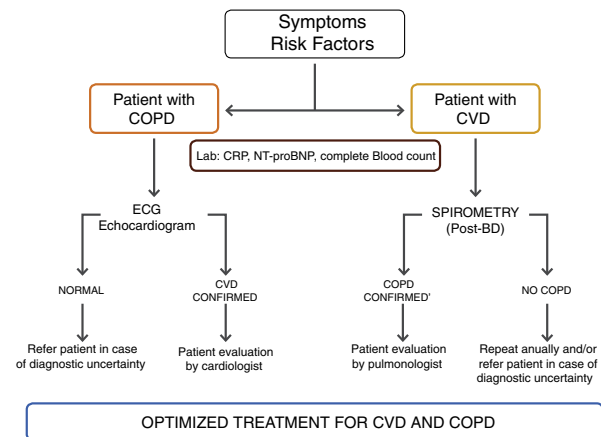 Symptoms
Risk Factors
Patient with
COPD
Patient with
CVD
Lab: CRP, NT-proBNP, complete Blood count
ECG
Echocardiogram
SPIROMETRY
(Post-BD)
NORMAL
CVD
CONFIRMED
COPD
CONFIRMED'
NO COPD
Refer patient in case
of diagnostic uncertainty
Patient evaluation
by cardiologist
Patient evaluation
by pulmonologist
Repeat anually and/or
refer patient in case of
diagnostic uncertainty
OPTIMIZED TREATMENT FOR CVD AND COPD